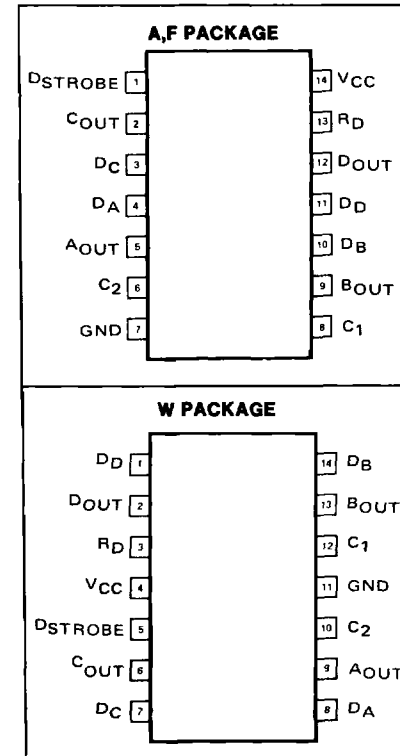 A,F PACKAGE
DSTROBE 1
14 VCC
COUT 2
13 RD
DC 3
12 DOUT
DA 4
11 DD
AOUT 5
10 DB
C2 6
9 BOUT
GND 7
8 C1
W PACKAGE
DD 1
14 DB
DOUT 2
13 BOUT
RD 3
12 C1
VCC 4
11 GND
DSTROBE 5
10 C2
COUT 6
9 AOUT
DC 7
8 DA